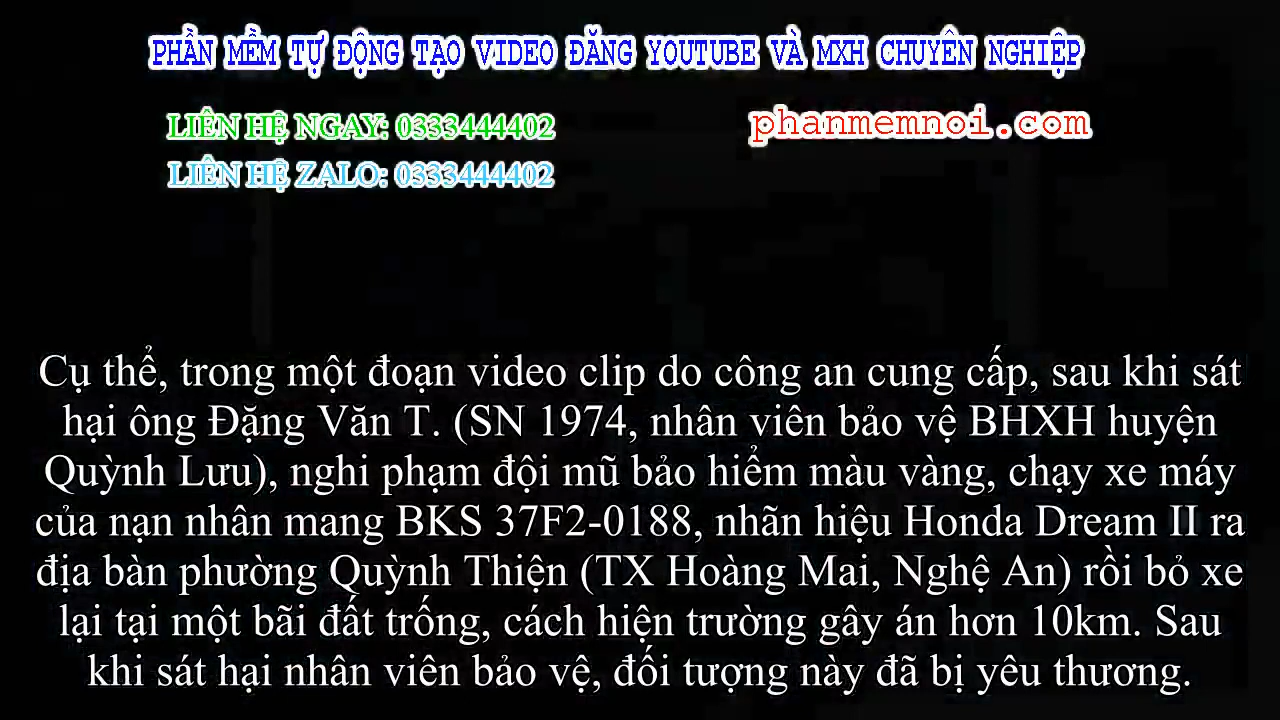 PHẦN MỀM TỰ ĐỘNG TẠO VIDEO ĐĂNG YOUTUBE VÀ MXH CHUYÊN NGHIỆP
LIÊN HỆ NGAY: 0333444402
phanmemnoi.com
LIÊN HỆ ZALO: 0333444402
Cụ thể, trong một đoạn video clip do công an cung cấp, sau khi sát
hại ông Đặng Văn T. (SN 1974, nhân viên bảo vệ BHXH huyện
Quỳnh Lưu), nghi phạm đội mũ bảo hiểm màu vàng, chạy xe máy
của nạn nhân mang BKS 37F2-0188, nhãn hiệu Honda Dream II ra
địa bàn phường Quỳnh Thiện (TX Hoàng Mai, Nghệ An) rồi bỏ xe
lại tại một bãi đất trống, cách hiện trường gây án hơn 10km. Sau
khi sát hại nhân viên bảo vệ, đối tượng này đã bị yêu thương.